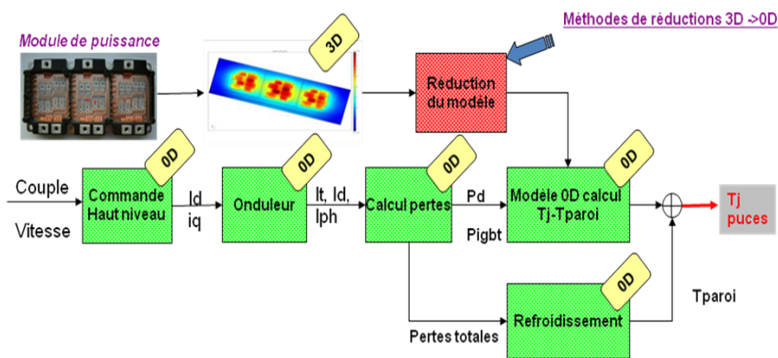 Méthodes de réductions 3D ->0D
Module de puissance
3D
Réduction
du modèle
0D
0D
0D
0D
Couple
Vitesse
Commande
Haut niveau
Id
iq
Onduleur
It, Id,
Iph
Calcul pertes
Pd
Pigbt
Modèle 0D calcul
Tj-Tparoi
Tj
puces
0D
Pertes totales
Refroidissement
Tparoi